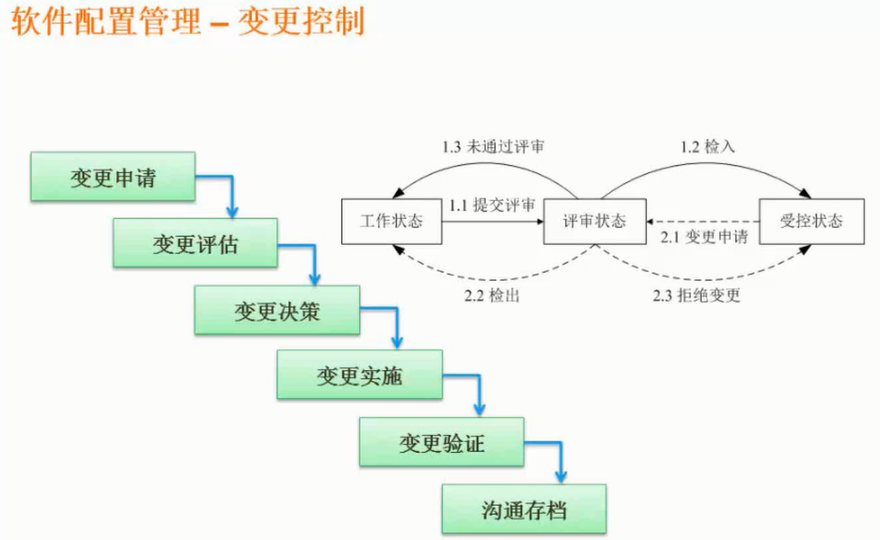 软件配置管理 – 变更控制
变更申请
变更评估
变更决策
变更实施
变更验证
沟通存档
1.3 未通过评审
1.2 检入
工作状态
1.1 提交评审
评审状态
受控状态
2.1 变更申请
2.2 检出
2.3 拒绝变更